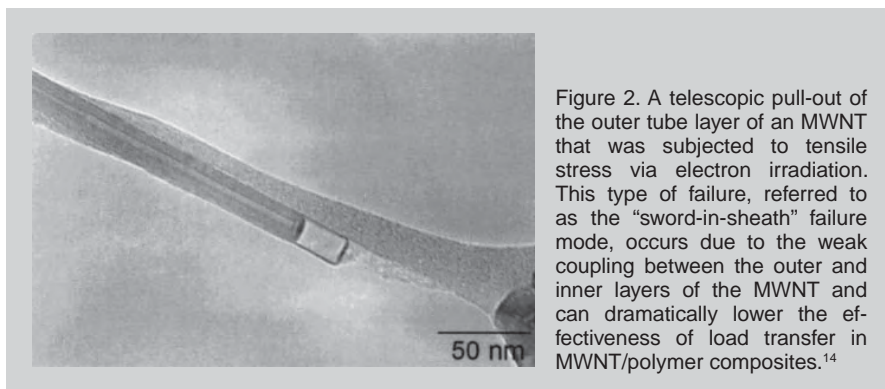 50 nm
Figure 2. A telescopic pull-out of
the outer tube layer of an MWNT
that was subjected to tensile
stress via electron irradiation.
This type of failure, referred to
as the “sword-in-sheath” failure
mode, occurs due to the weak
coupling between the outer and
inner layers of the MWNT and
can dramatically lower the ef-
fectiveness of load transfer in
MWNT/polymer composites.14